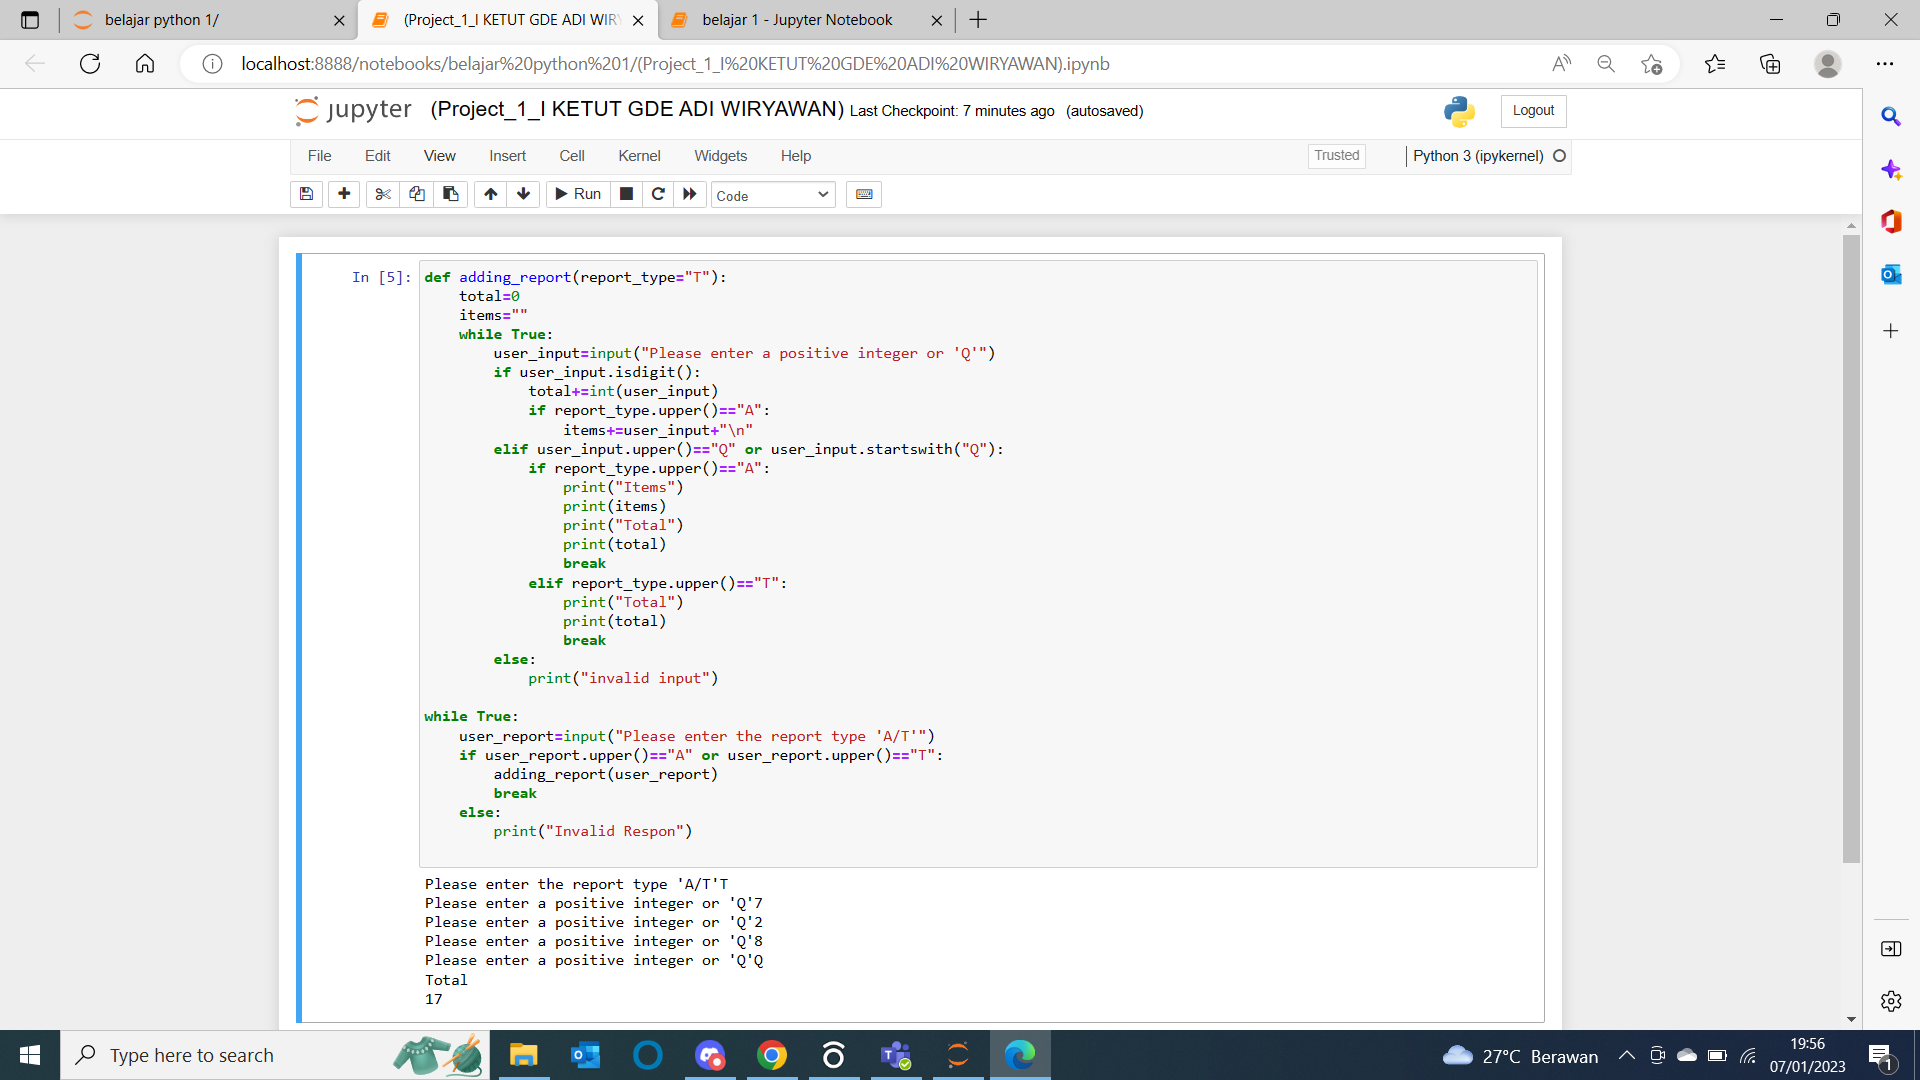 belajar python 1/
(Project_1_I KETUT GDE ADI WIR
belajar 1 - Jupyter Notebook
localhost:8888/notebooks/belajar%20python%201/(Project_1_I%20KETUT%20GDE%20ADI%20WIRYAWAN).ipynb
jupyter (Project_1_I KETUT GDE ADI WIRYAWAN) Last Checkpoint: 7 minutes ago (autosaved)
Logout
File Edit View Insert Cell Kernel Widgets Help
Trusted
Python 3 (ipykernel)
Run
Code
In [5]:
def adding_report(report_type="T"):
    total=0
    items=""
    while True:
        user_input=input("Please enter a positive integer or 'Q'")
        if user_input.isdigit():
            total+=int(user_input)
            if report_type.upper()=="A":
                items+=user_input+"\n"
        elif user_input.upper()=="Q" or user_input.startswith("Q"):
            if report_type.upper()=="A":
                print("Items")
                print(items)
                print("Total")
                print(total)
                break
            elif report_type.upper()=="T":
                print("Total")
                print(total)
                break
        else:
            print("invalid input")
while True:
    user_report=input("Please enter the report type 'A/T'")
    if user_report.upper()=="A" or user_report.upper()=="T":
        adding_report(user_report)
        break
    else:
        print("Invalid Respon")
Please enter the report type 'A/T'T
Please enter a positive integer or 'Q'7
Please enter a positive integer or 'Q'2
Please enter a positive integer or 'Q'8
Please enter a positive integer or 'Q'Q
Total
17
Type here to search
27°C Berawan
19:56
07/01/2023
1